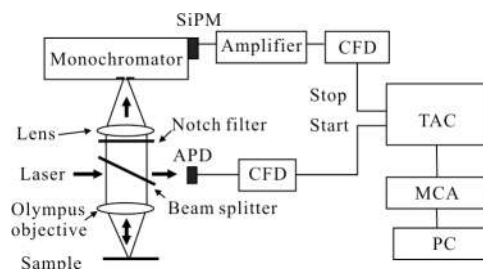 SiPM
Monochromator
Amplifier
CFD
Stop
Start
TAC
Lens
Notch filter
APD
Laser
CFD
Beam splitter
MCA
Olympus
objective
PC
Sample